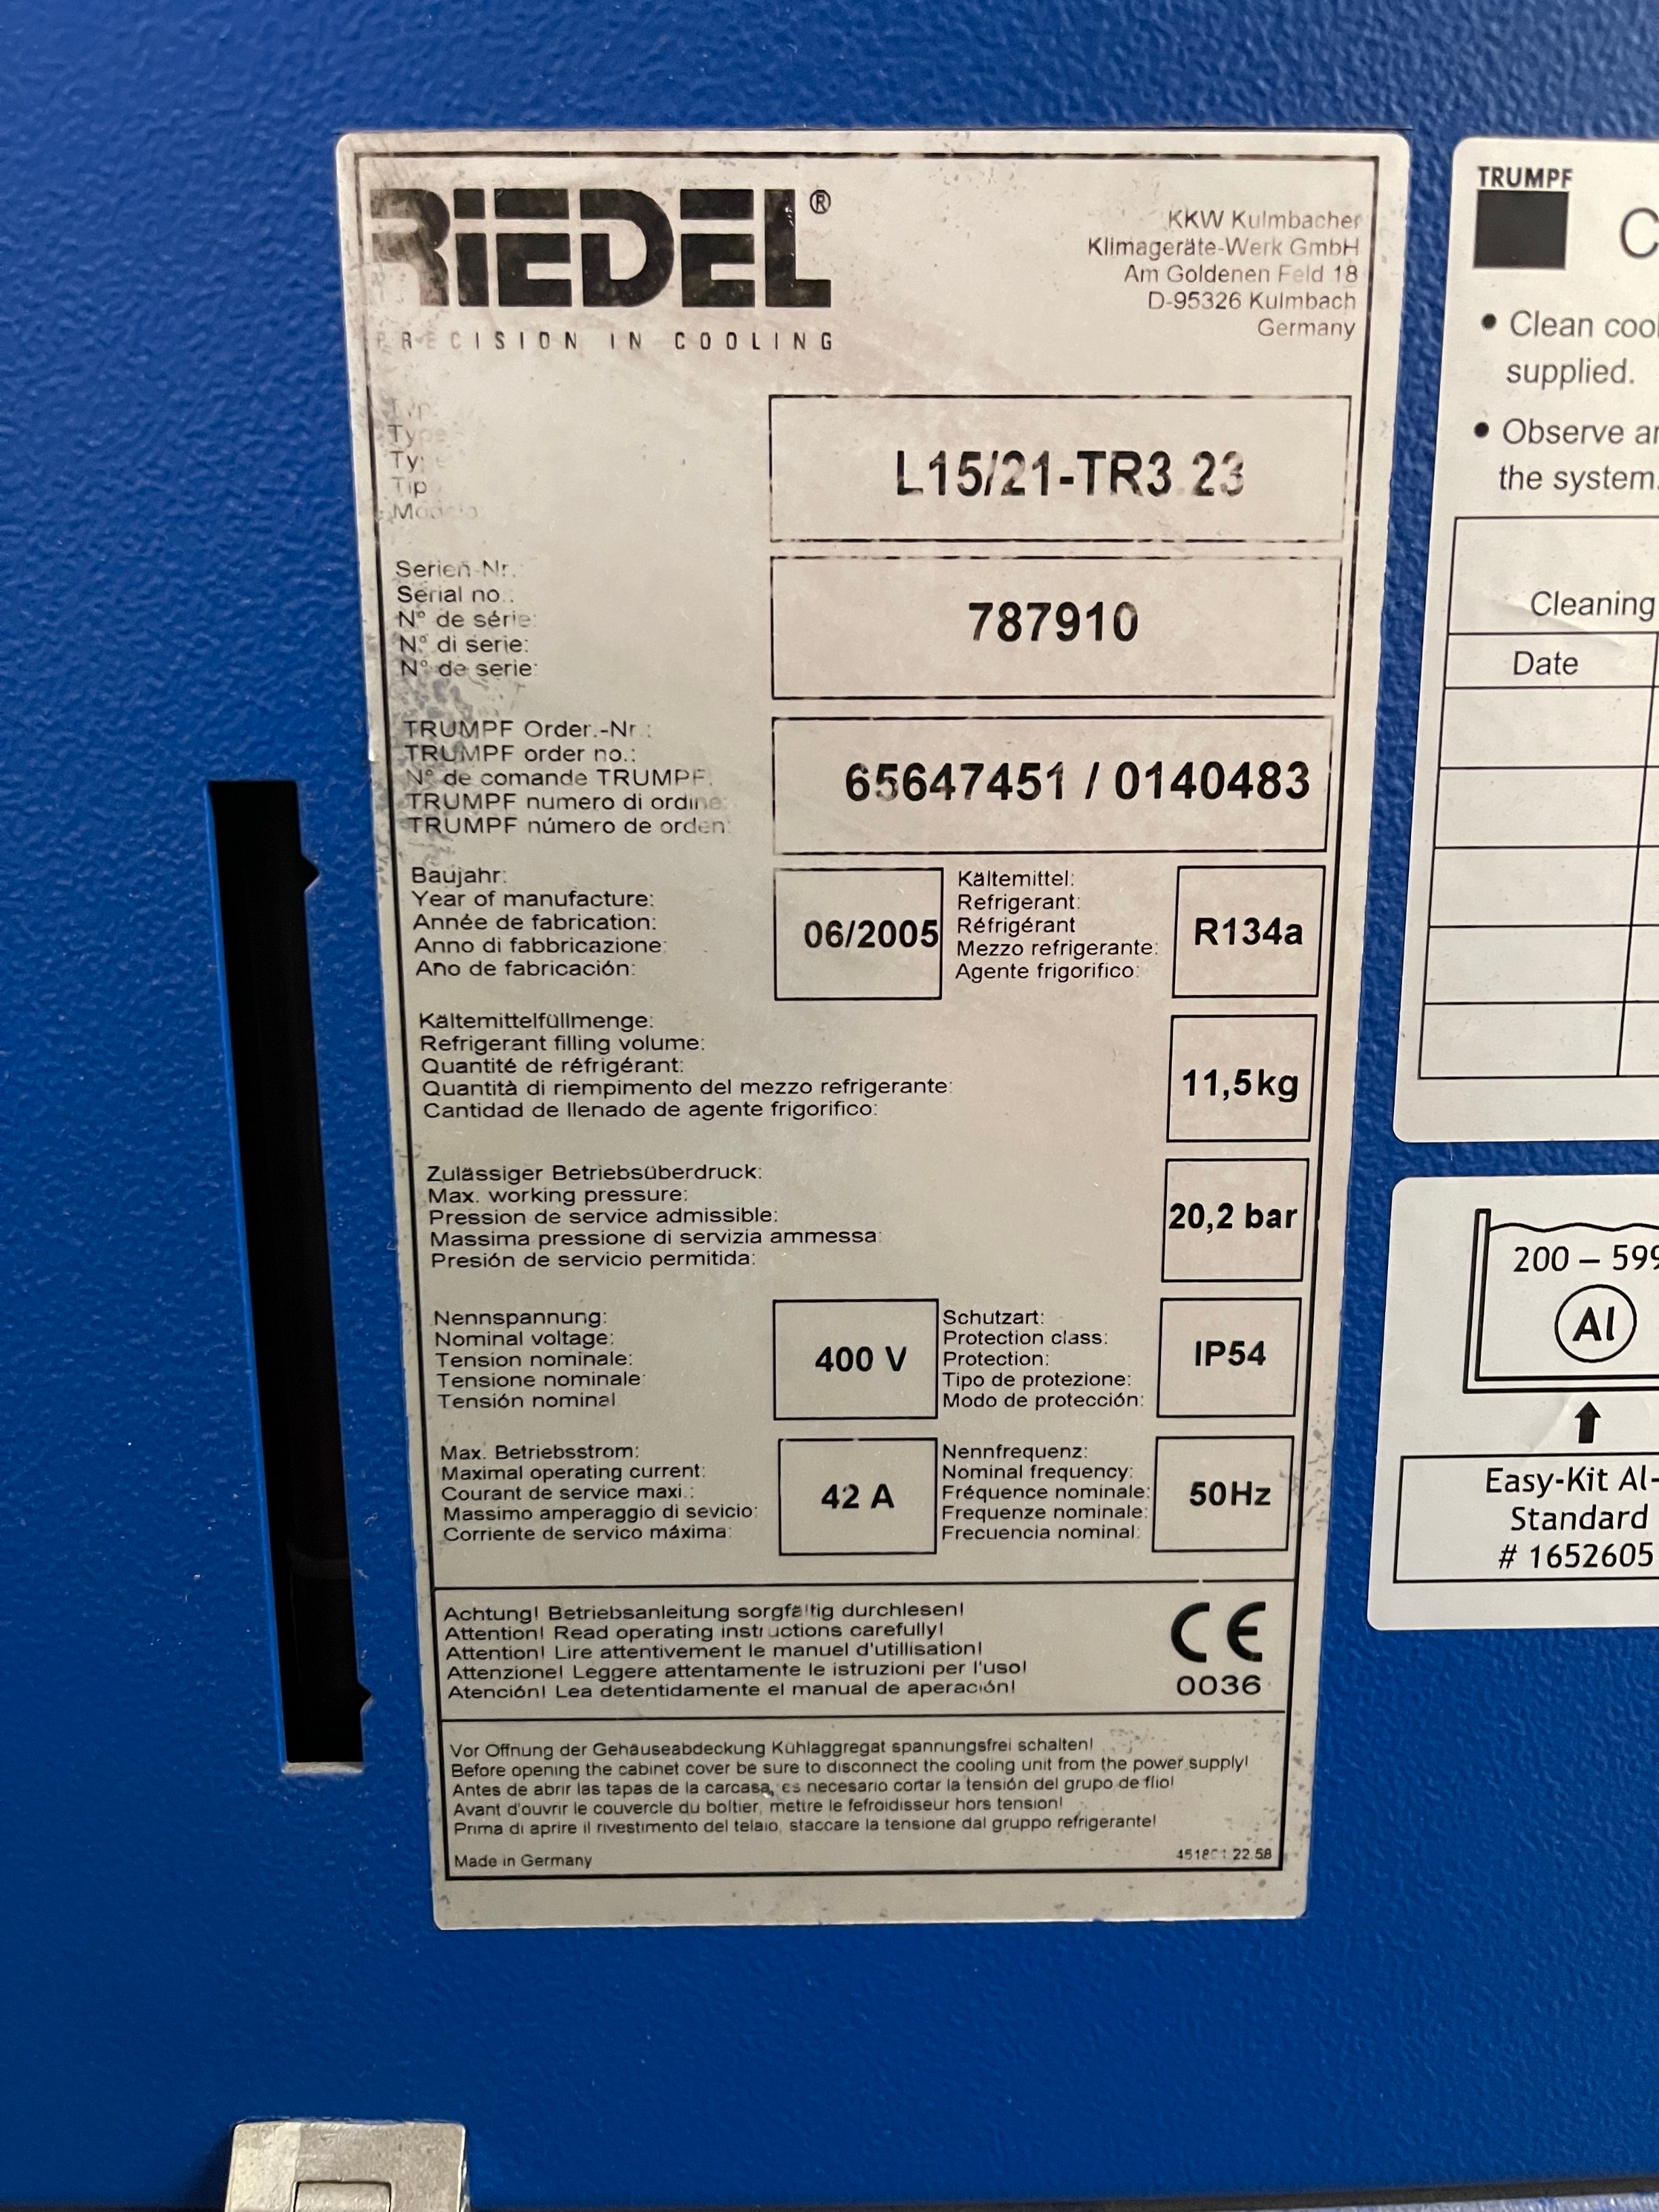 RIEDEL®
PRECISION IN COOLING
KKW Kulmbacher
Klimageräte-Werk GmbH
Am Goldenen Feld 18
D-95326 Kulmbach
Germany
Typ:
Type
Type
Tipo
Modelo
L15/21-TR3.23
Serien-Nr.:
Serial no.:
N° de série:
N° di serie:
N° de serie:
787910
TRUMPF Order.-Nr.:
TRUMPF order no.:
N° de comande TRUMPF:
TRUMPF numero di ordine:
TRUMPF número de orden:
65647451 / 0140483
Baujahr:
Year of manufacture:
Année de fabrication:
Anno di fabbricazione:
Ano de fabricación:
06/2005
Kältemittel:
Refrigerant:
Réfrigérant
Mezzo refrigerante:
Agente frigorifico:
R134a
Kältemittelfüllmenge:
Refrigerant filling volume:
Quantité de réfrigérant:
Quantità di riempimento del mezzo refrigerante:
Cantidad de llenado de agente frigorifico:
11,5kg
Zulässiger Betriebsüberdruck:
Max. working pressure:
Pression de service admissible:
Massima pressione di servizia ammessa:
Presión de servicio permitida:
20,2 bar
Nennspannung:
Nominal voltage:
Tension nominale:
Tensione nominale:
Tensión nominal
400 V
Schutzart:
Protection class:
Protection:
Tipo de protezione:
Modo de protección:
IP54
Max. Betriebsstrom:
Maximal operating current:
Courant de service maxi.:
Massimo amperaggio di sevicio:
Corriente de servico máxima:
42 A
Nennfrequenz:
Nominal frequency:
Fréquence nominale:
Frequenze nominale:
Frecuencia nominal:
50Hz
Achtung! Betriebsanleitung sorgfältig durchlesen!
Attention! Read operating instructions carefully!
Attention! Lire attentivement le manuel d'utillisation!
Attenzione! Leggere attentamente le istruzioni per l'uso!
Atención! Lea detentidamente el manual de aperación!
CE
0036
Vor Öffnung der Gehäuseabdeckung Kühlaggregat spannungsfrei schalten!
Before opening the cabinet cover be sure to disconnect the cooling unit from the power supply!
Antes de abrir las tapas de la carcasa, es necesario cortar la tensión del grupo de flio!
Avant d'ouvrir le couvercle du boîtier, metire le fefroidisseur hors tension!
Prima di aprire il rivestimento del telaio, staccare la tensione dal gruppo refrigerante!
Made in Germany
TRUMPF
C
• Clean cool
supplied.
• Observe an
the system.
Cleaning
Date
200 – 599
Al
Easy-Kit Al-
Standard
# 1652605